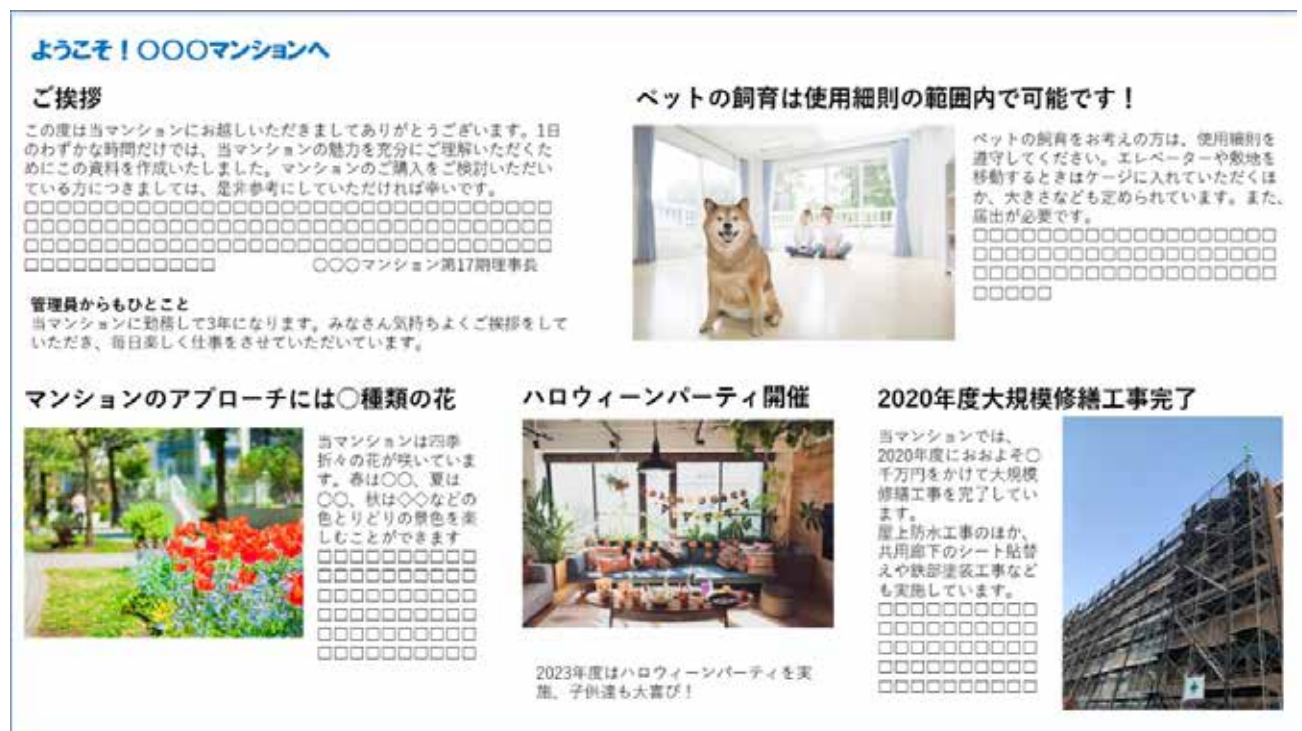 ようこそ！〇〇〇マンションへ
ご挨拶
この度は当マンションにお越しいただきましてありがとうございます。1日
のわずかな時間だけでは、当マンションの魅力を充分にご理解いただくた
めにこの資料を作成いたしました。マンションのご購入をご検討いただい
ている方につきましては、是非参考にしていただければ幸いです。
□□□□□□□□□□□□□□□□□□□□□□□□□□□
□□□□□□□□□□□□□□□□□□□□□□□□□□□
□□□□□□□□□□□□□□□□□□□□□□□□□□□
□□□□□□□□□□□□　　〇〇〇マンション第17期理事長
管理員からもひとこと
当マンションに勤務して3年になります。みなさん気持ちよくご挨拶をして
いただき、毎日楽しく仕事をさせていただいています。
ペットの飼育は使用細則の範囲内で可能です！
ペットの飼育をお考えの方は、使用細則を
遵守してください。エレベーターや敷地を
移動するときはケージに入れていただくほ
か、大きさなども定められています。また、
届出が必要です。
□□□□□□□□□□□□□□□□□□□
□□□□□□□□□□□□□□□□□□□
□□□□□□□□□□□□□□□□□□□
□□□□□
マンションのアプローチには〇種類の花
当マンションは四季
折々の花が咲いていま
す。春は〇〇、夏は
〇〇、秋は◇◇などの
色とりどりの景色を楽
しむことができます
□□□□□□□□□□
□□□□□□□□□□
□□□□□□□□□□
□□□□□□□□□□
□□□□□□□□□□
□□□□□□□□□□
ハロウィーンパーティ開催
2023年度はハロウィーンパーティを実
施、子供達も大喜び！
2020年度大規模修繕工事完了
当マンションでは、
2020年度におおよそ〇
千万円をかけて大規模
修繕工事を完了してい
ます。
屋上防水工事のほか、
共用廊下のシート貼替
えや鉄部塗装工事など
も実施しています。
□□□□□□□□□□
□□□□□□□□□□
□□□□□□□□□□
□□□□□□□□□□
□□□□□□□□□□